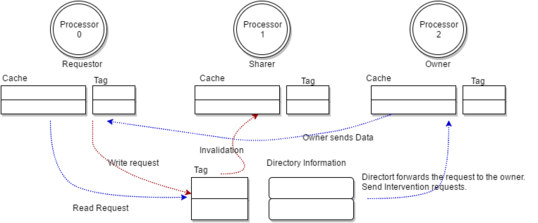 Processor
0
Processor
1
Processor
2
Requestor
Sharer
Owner
Cache
Tag
Cache
Tag
Cache
Tag
Owner sends Data
Invalidation
Write request
Tag
Directory Information
Directort forwards the request to the owner.
Send Intervention requests.
Read Request